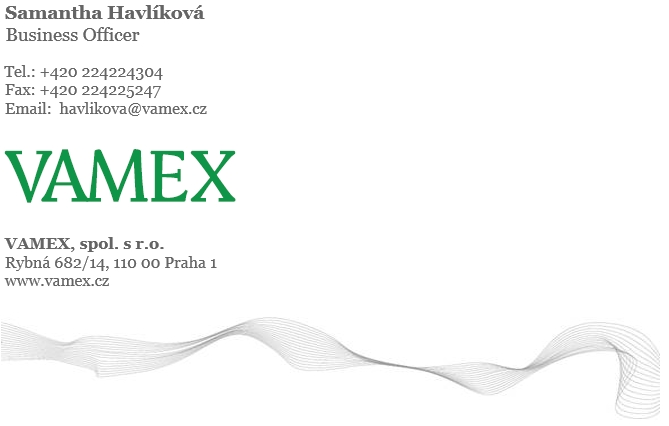 Samantha Havlíková
Business Officer
Tel.: +420 224224304
Fax: +420 224225247
Email:  havlikova@vamex.cz
VAMEX
VAMEX, spol. s r.o.
Rybná 682/14, 110 00 Praha 1
www.vamex.cz